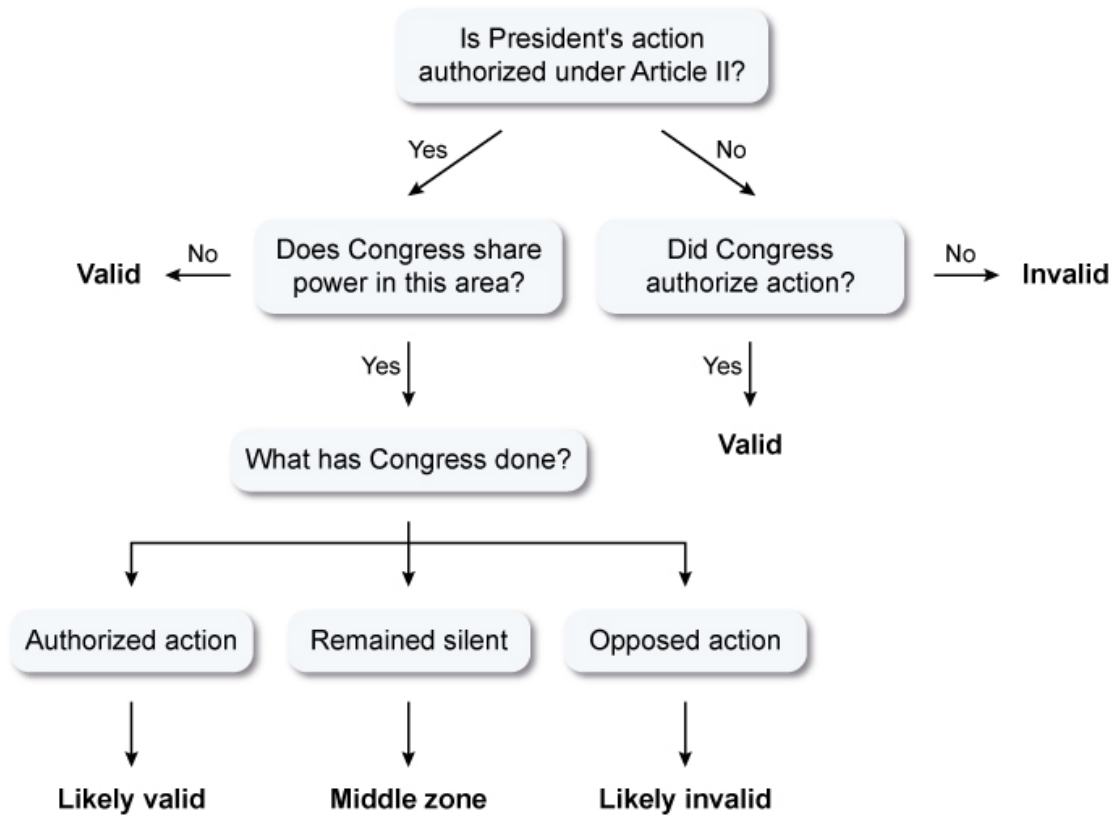 Is President's action
authorized under Article II?
Yes
No
Valid
No
Does Congress share
power in this area?
Did Congress
authorize action?
No
Invalid
Yes
Yes
What has Congress done?
Valid
Authorized action
Remained silent
Opposed action
Likely valid
Middle zone
Likely invalid